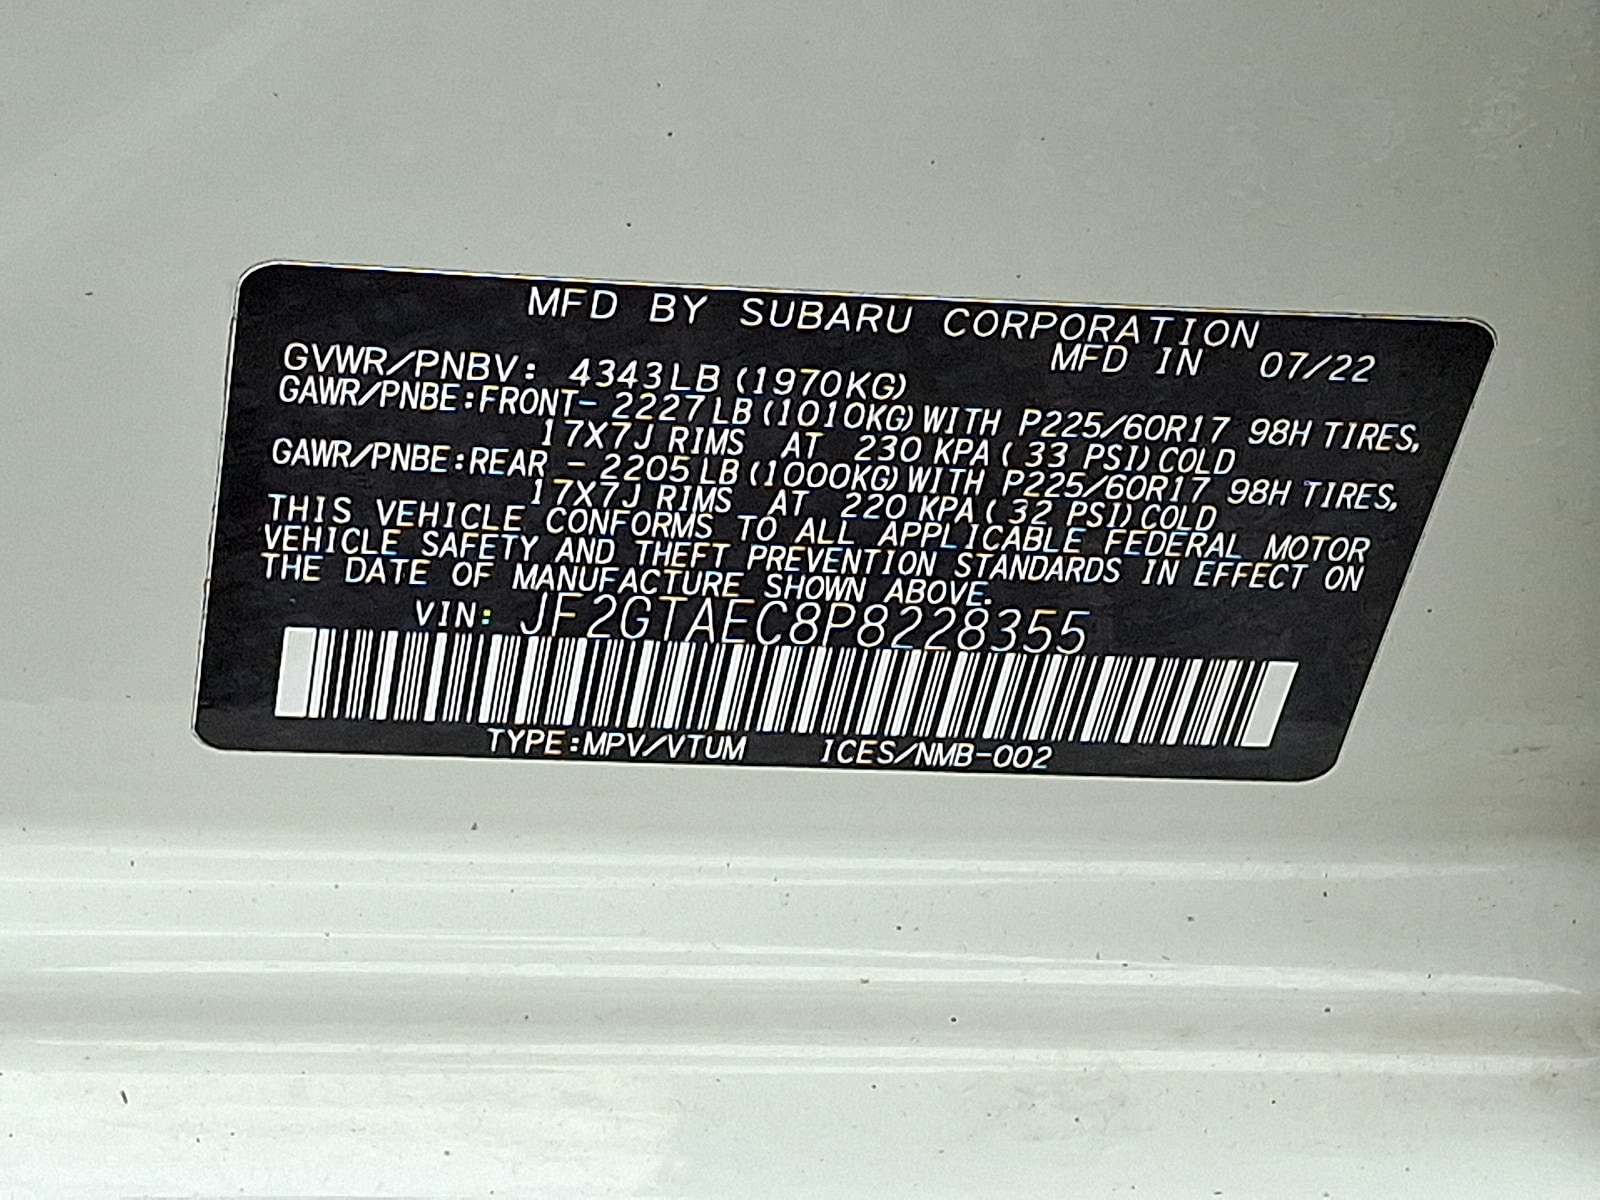 MFD BY SUBARU CORPORATION
MFD IN 07/22
GVWR/PNBV: 4343LB (1970KG)
GAWR/PNBE:FRONT- 2227LB (1010KG) WITH P225/60R17 98H TIRES,
17X7J RIMS AT 230 KPA ( 33 PSI) COLD
GAWR/PNBE:REAR - 2205LB (1000KG) WITH P225/60R17 98H TIRES,
17X7J RIMS AT 220 KPA ( 32 PSI) COLD
THIS VEHICLE CONFORMS TO ALL APPLICABLE FEDERAL MOTOR
VEHICLE SAFETY AND THEFT PREVENTION STANDARDS IN EFFECT ON
THE DATE OF MANUFACTURE SHOWN ABOVE.
VIN: JF2GTAEC8P8228355
TYPE:MPV/VTUM ICES/NMB-002